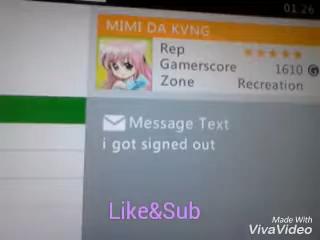 01:26
MIMI DA KVNG
Rep
Gamerscore 1610 G
Zone Recreation
Message Text
i got signed out
Like&Sub
Made With
VivaVideo